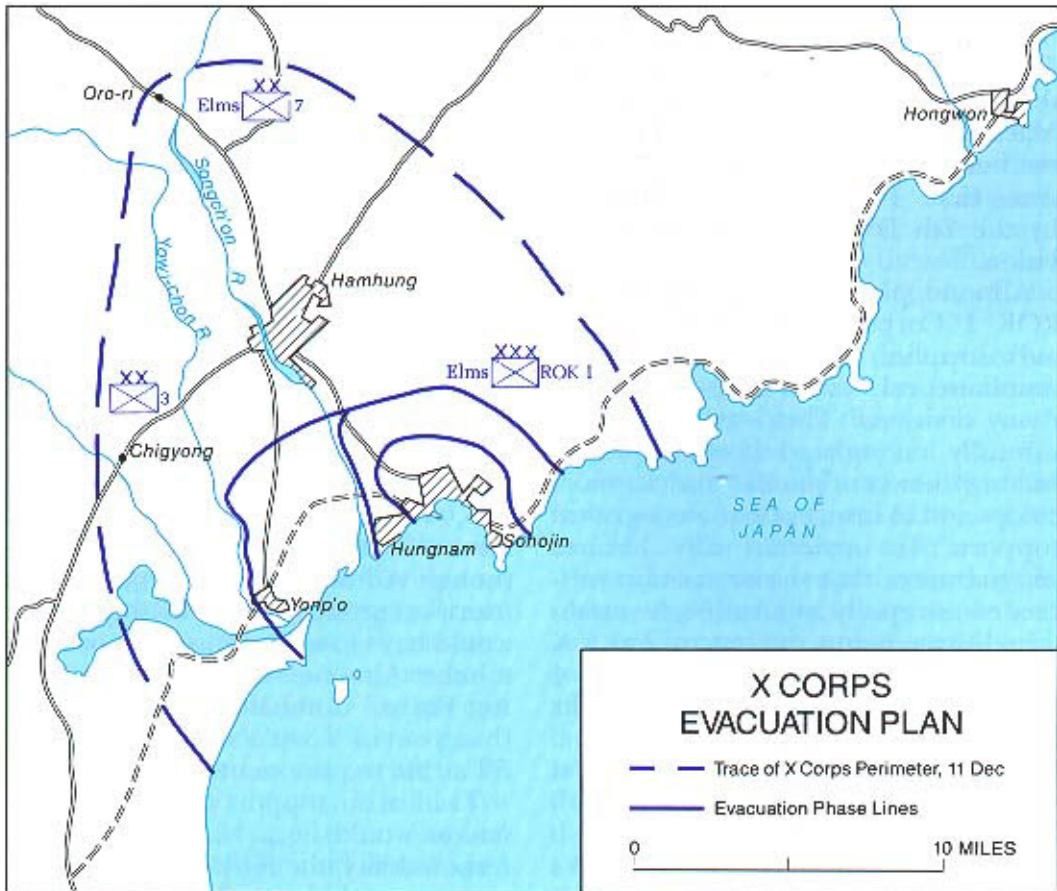 XX
Elms 7
Oro-ri
Hongwon
Songch'on R
Yowi-chon R
Hamhung
XXX
Elms ROK 1
XX
3
Chigyong
Hungnam
Sohojin
SEA OF
JAPAN
Yonp'o
X CORPS
EVACUATION PLAN
Trace of X Corps Perimeter, 11 Dec
Evacuation Phase Lines
0 10 MILES